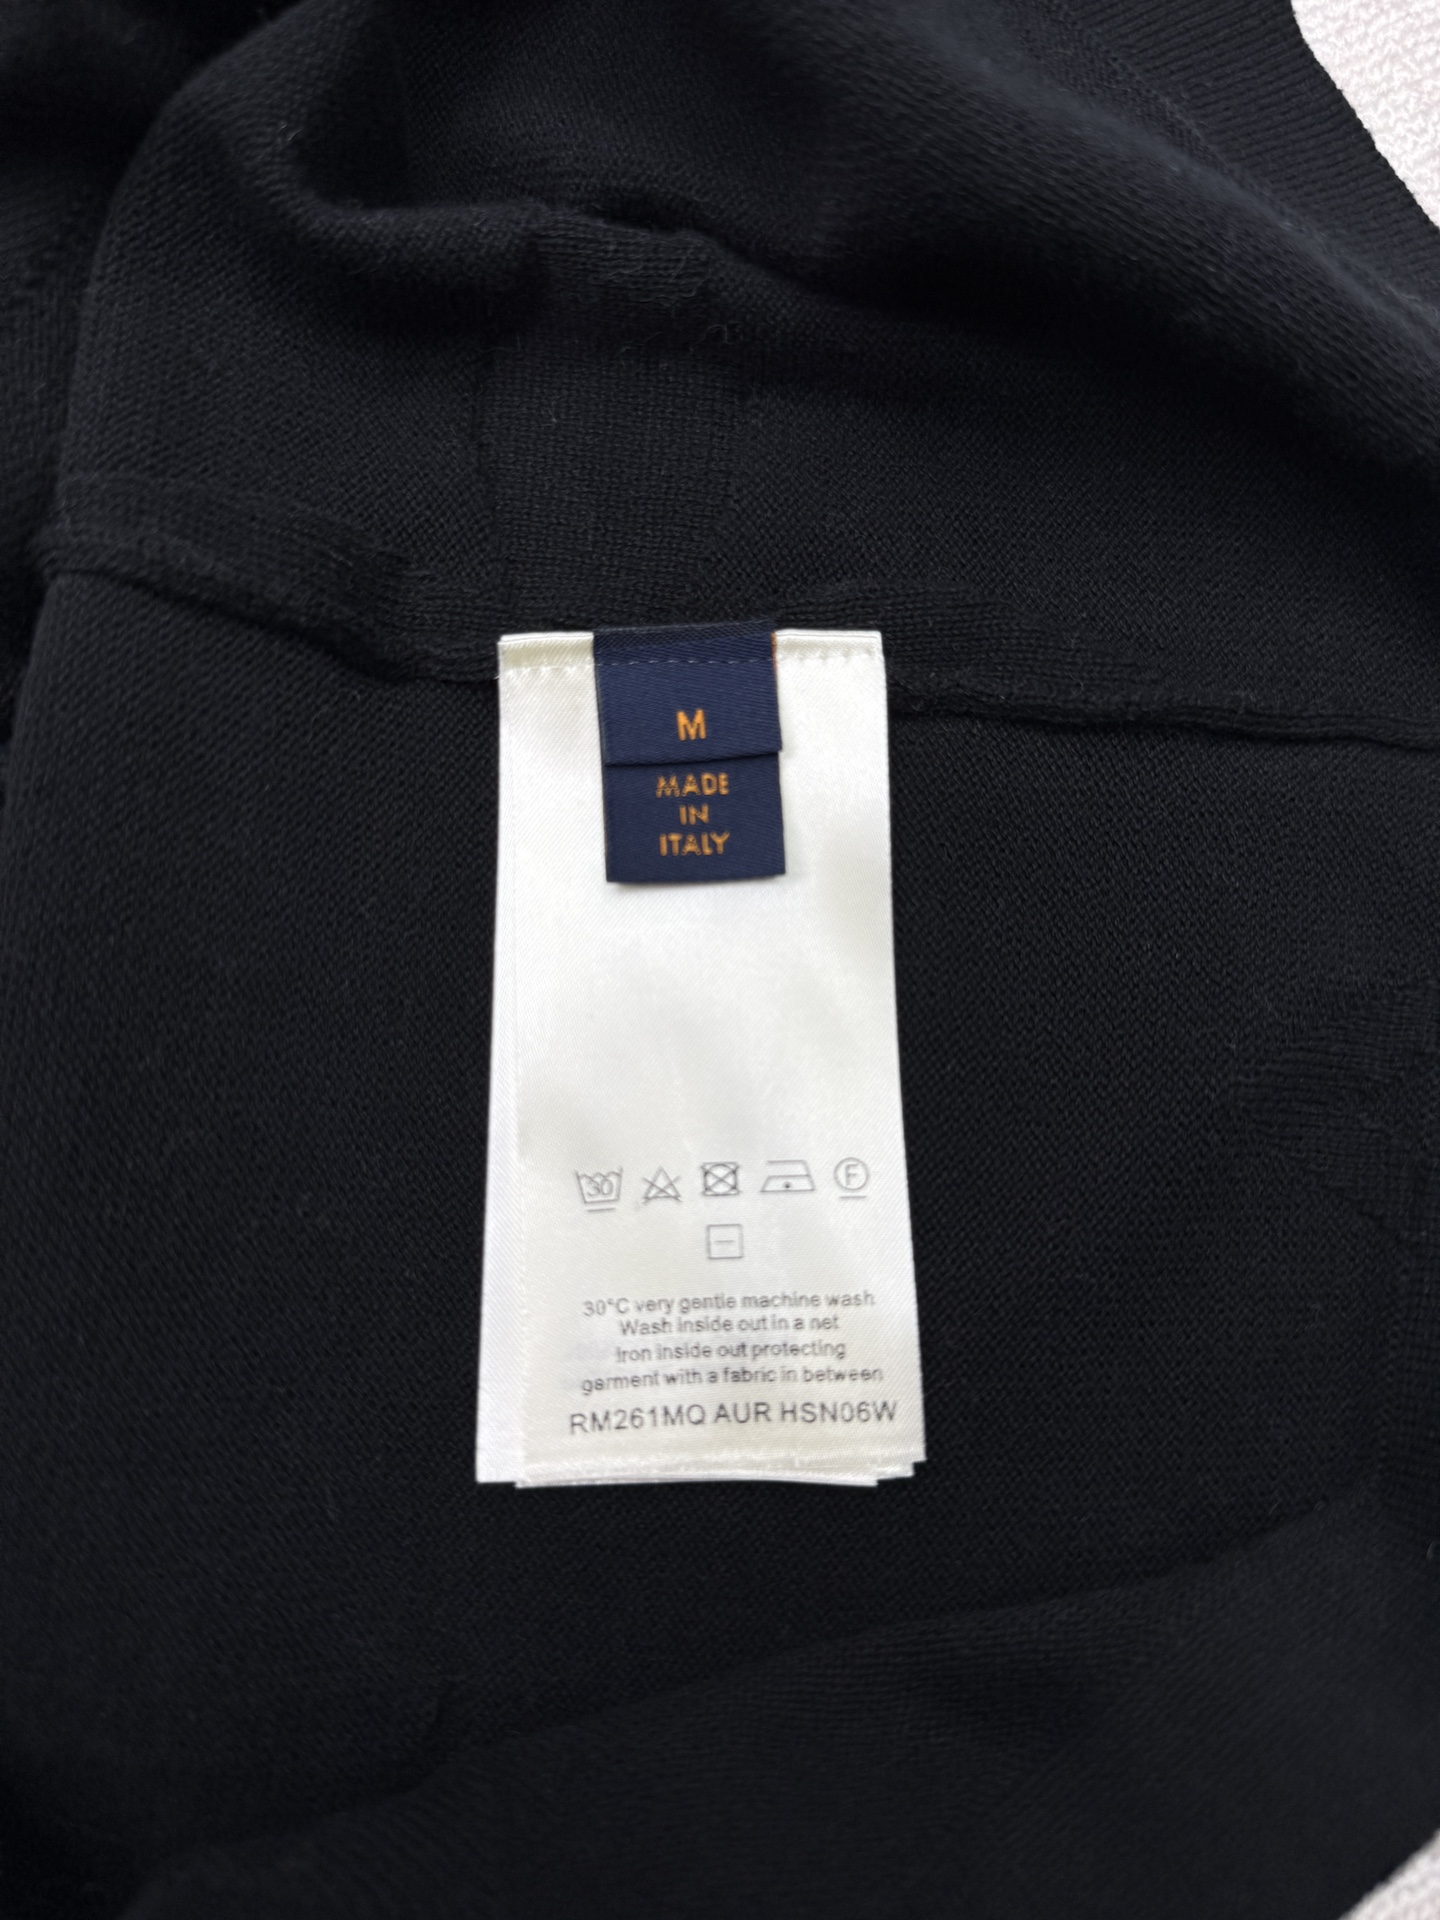 M
MADE
IN
ITALY
30
F
30°C very gentle machine wash
Wash inside out in a net
Iron inside out protecting
garment with a fabric in between
RM261MQ AUR HSN06W